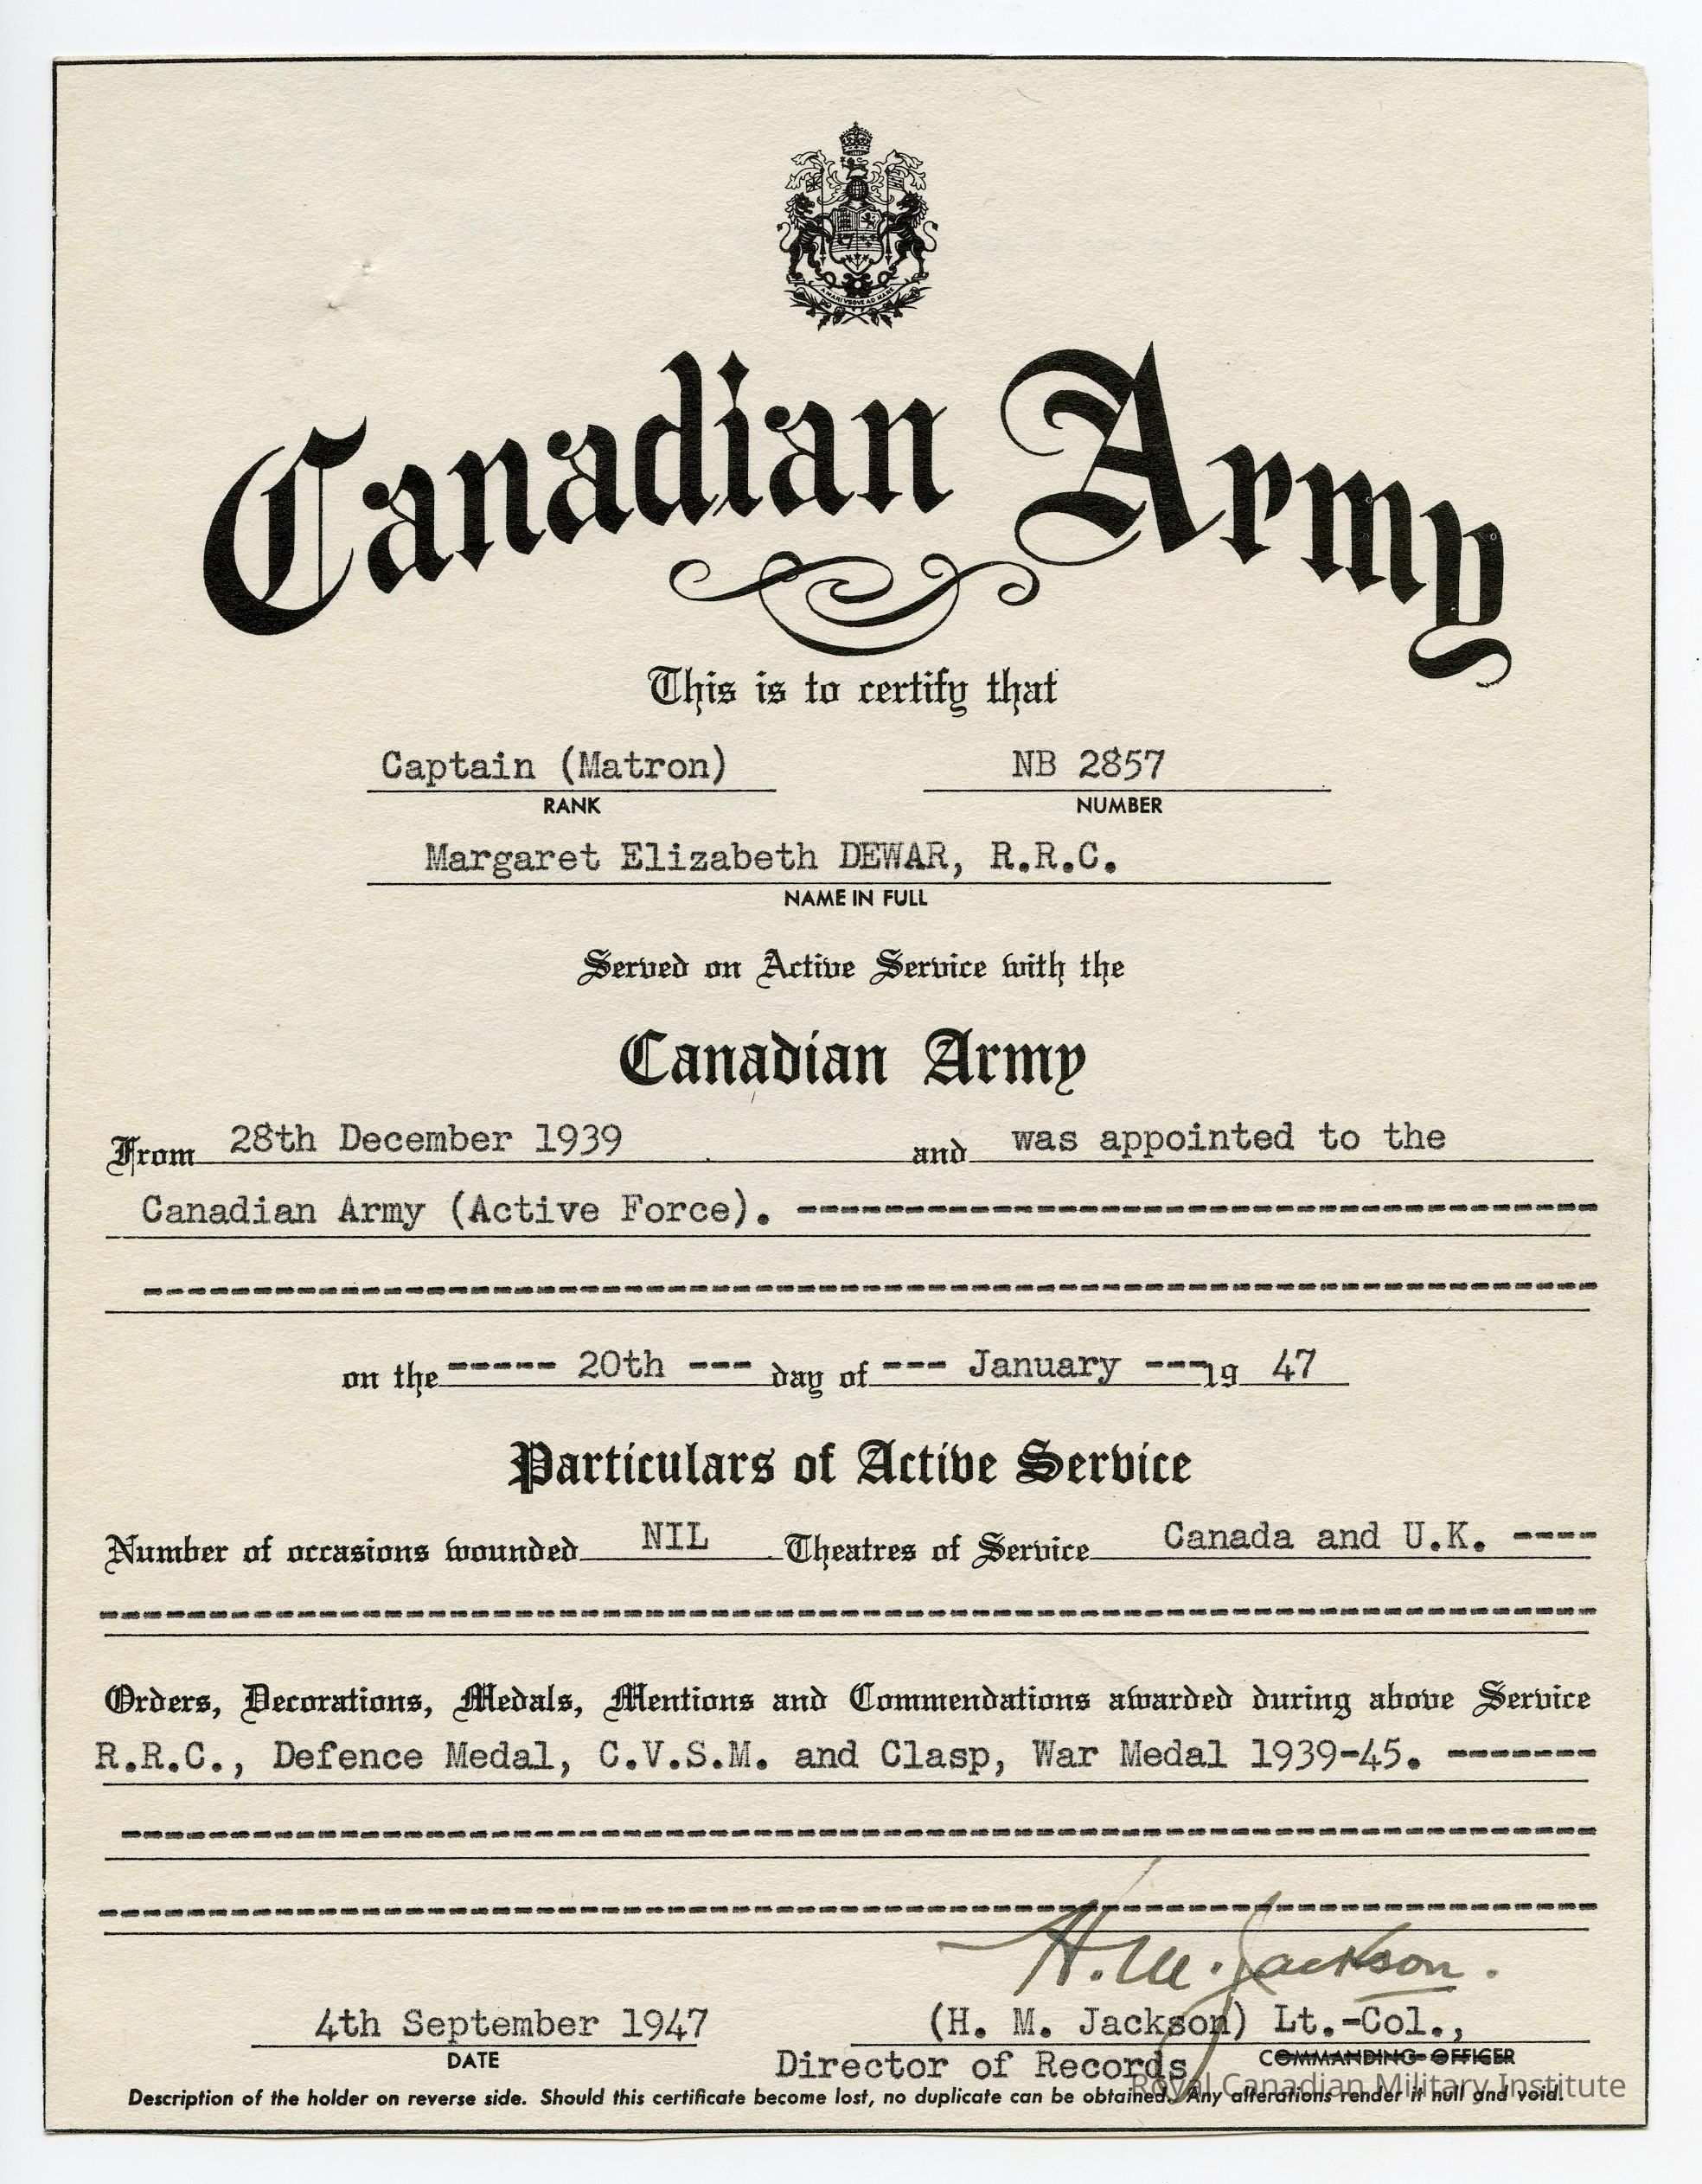 A MARI USQUE AD MARE
Canadian Army
This is to certify that
Captain (Matron) NB 2857
RANK NUMBER
Margaret Elizabeth DEWAR, R.R.C.
NAME IN FULL
Served on Active Service with the
Canadian Army
From 28th December 1939 and was appointed to the
Canadian Army (Active Force). -------------------------------------
-------------------------------------------------------------------
on the ----- 20th --- day of --- January ---19 47
Particulars of Active Service
Number of occasions wounded NIL Theatres of Service Canada and U.K. ----
---------------------------------------------------------------------
Orders, Decorations, Medals, Mentions and Commendations awarded during above Service
R.R.C., Defence Medal, C.V.S.M. and Clasp, War Medal 1939-45. -------
--------------------------------------------------------------------
---------------------------------------------------------------------
H. M. Jackson.
4th September 1947 (H. M. Jackson) Lt.-Col.,
DATE Director of Records COMMANDING OFFICER
Description of the holder on reverse side. Should this certificate become lost, no duplicate can be obtained. Any alterations render it null and void.
Royal Canadian Military Institute